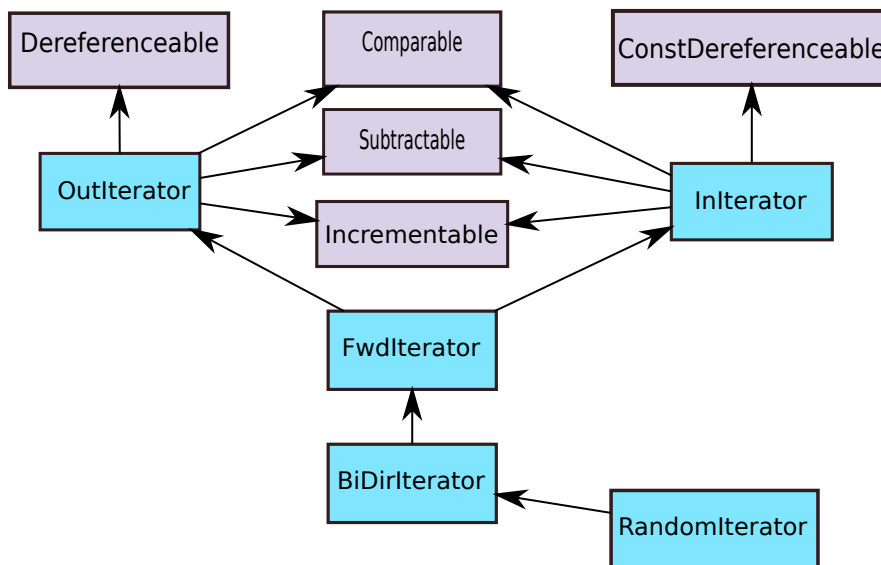 Dereferenceable
Comparable
ConstDereferenceable
Subtractable
OutIterator
InIterator
Incrementable
FwdIterator
BiDirIterator
RandomIterator